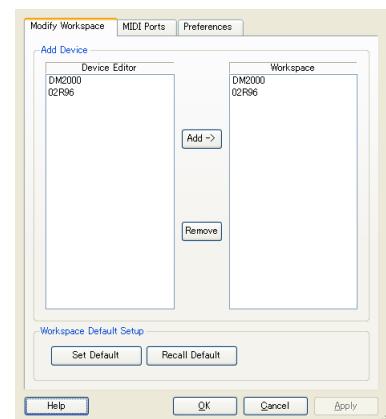 Modify Workspace MIDI Ports Preferences
Add Device
Device Editor Workspace
DM2000 DM2000
02R96 02R96
Add ->
Remove
Workspace Default Setup
Set Default Recall Default
Help OK Cancel Apply